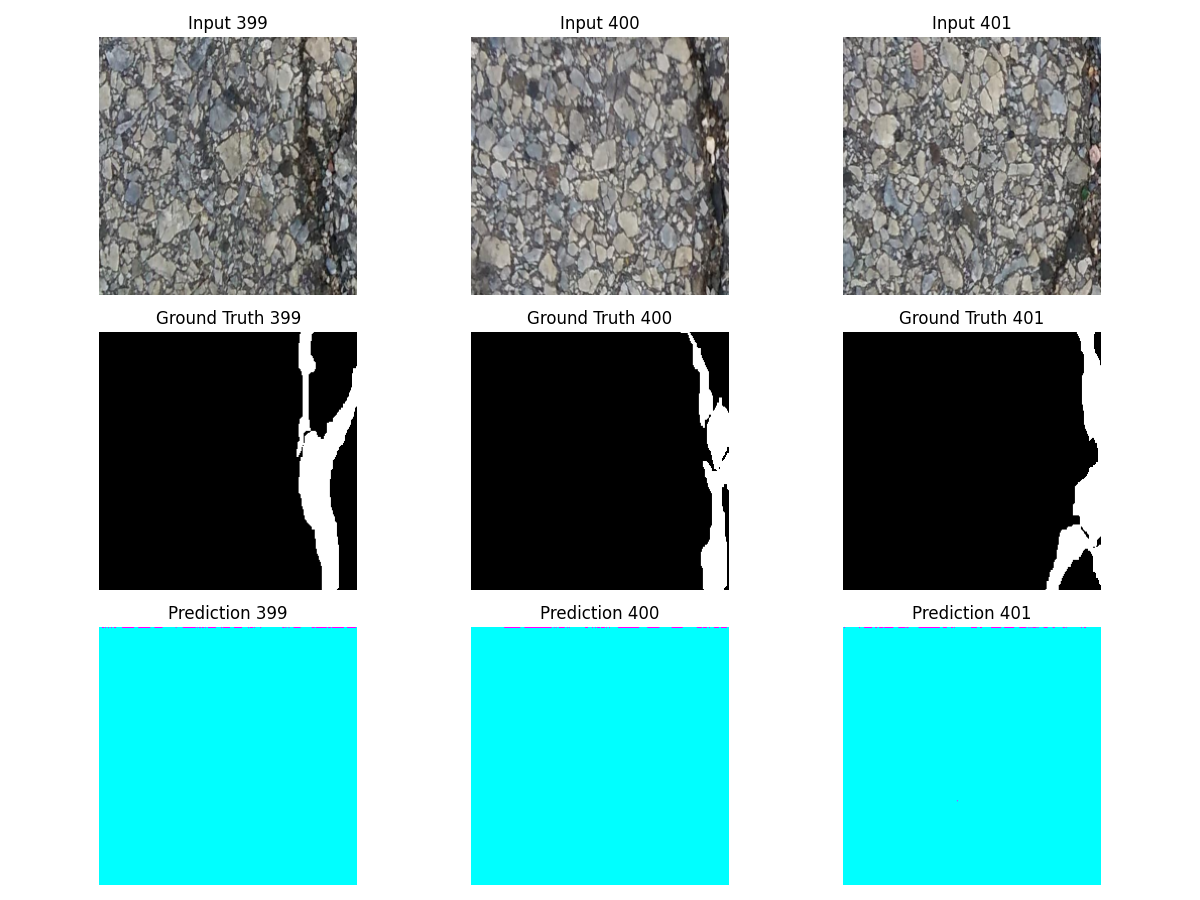 Input 399
Input 400
Input 401
Ground Truth 399
Ground Truth 400
Ground Truth 401
Prediction 399
Prediction 400
Prediction 401